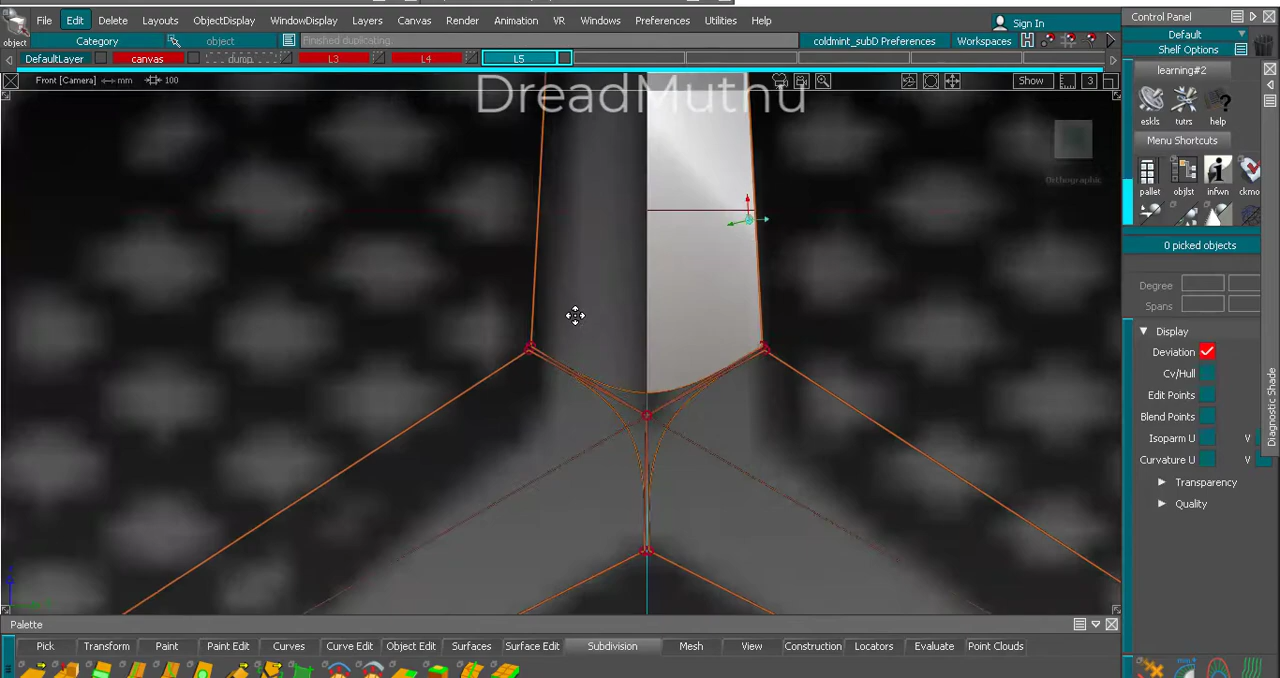 File Edit Delete Layouts ObjectDisplay WindowDisplay Layers Canvas Render Animation VR Windows Preferences Utilities Help
Sign In
Control Panel
object
Category
object
Finished duplicating.
coldmint_subD Preferences
Workspaces
Default
Shelf Options
DefaultLayer
canvas
dump
L3
L4
L5
learning#2
Front [Camera]
mm
100
Show
3
DreadMuthu
eskls
tutrs
help
Menu Shortcuts
Orthographic
pallet
objlst
infwn
ckmo
0 picked objects
Degree
Spans
Display
Deviation
Cv/Hull
Edit Points
Blend Points
Isoparm U
V
Curvature U
V
Transparency
Quality
Diagnostic Shade
Palette
Pick Transform Paint Paint Edit Curves Curve Edit Object Edit Surfaces Surface Edit Subdivision Mesh View Construction Locators Evaluate Point Clouds